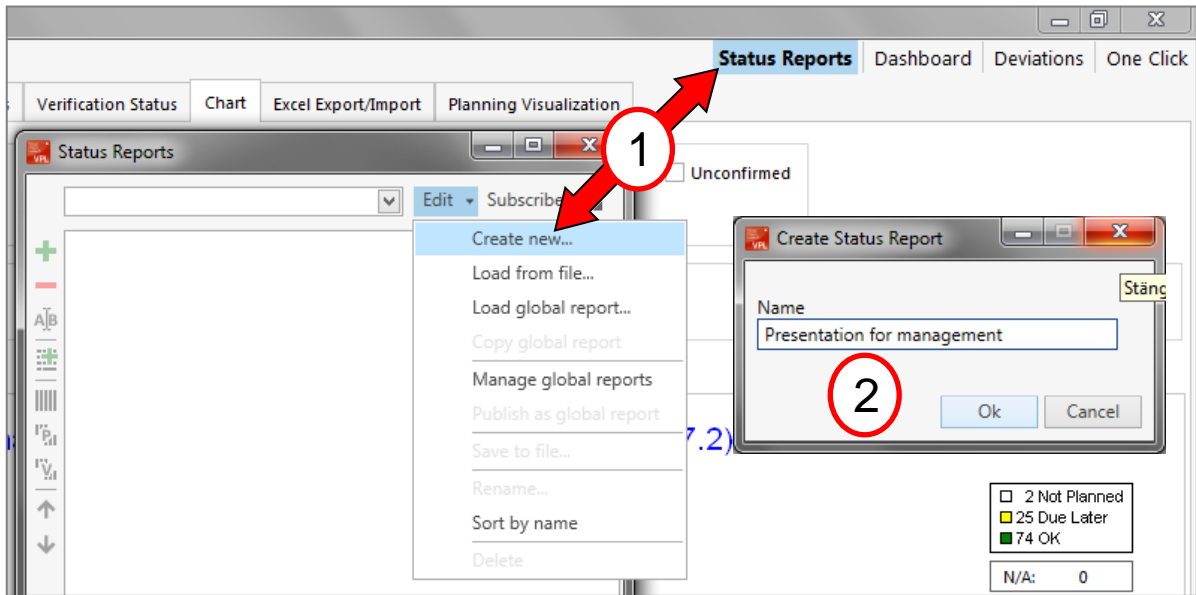 Status Reports Dashboard Deviations One Click
Verification Status Chart Excel Export/Import Planning Visualization
1
VPL Status Reports
Unconfirmed
Edit Subscribe
Create new...
Load from file...
Load global report...
Copy global report
Manage global reports
Publish as global report
Save to file...
Rename...
Sort by name
Delete
A B
P
V
VPL Create Status Report
Stäng
Name
Presentation for management
2
Ok Cancel
7.2)
2 Not Planned
25 Due Later
74 OK
N/A: 0